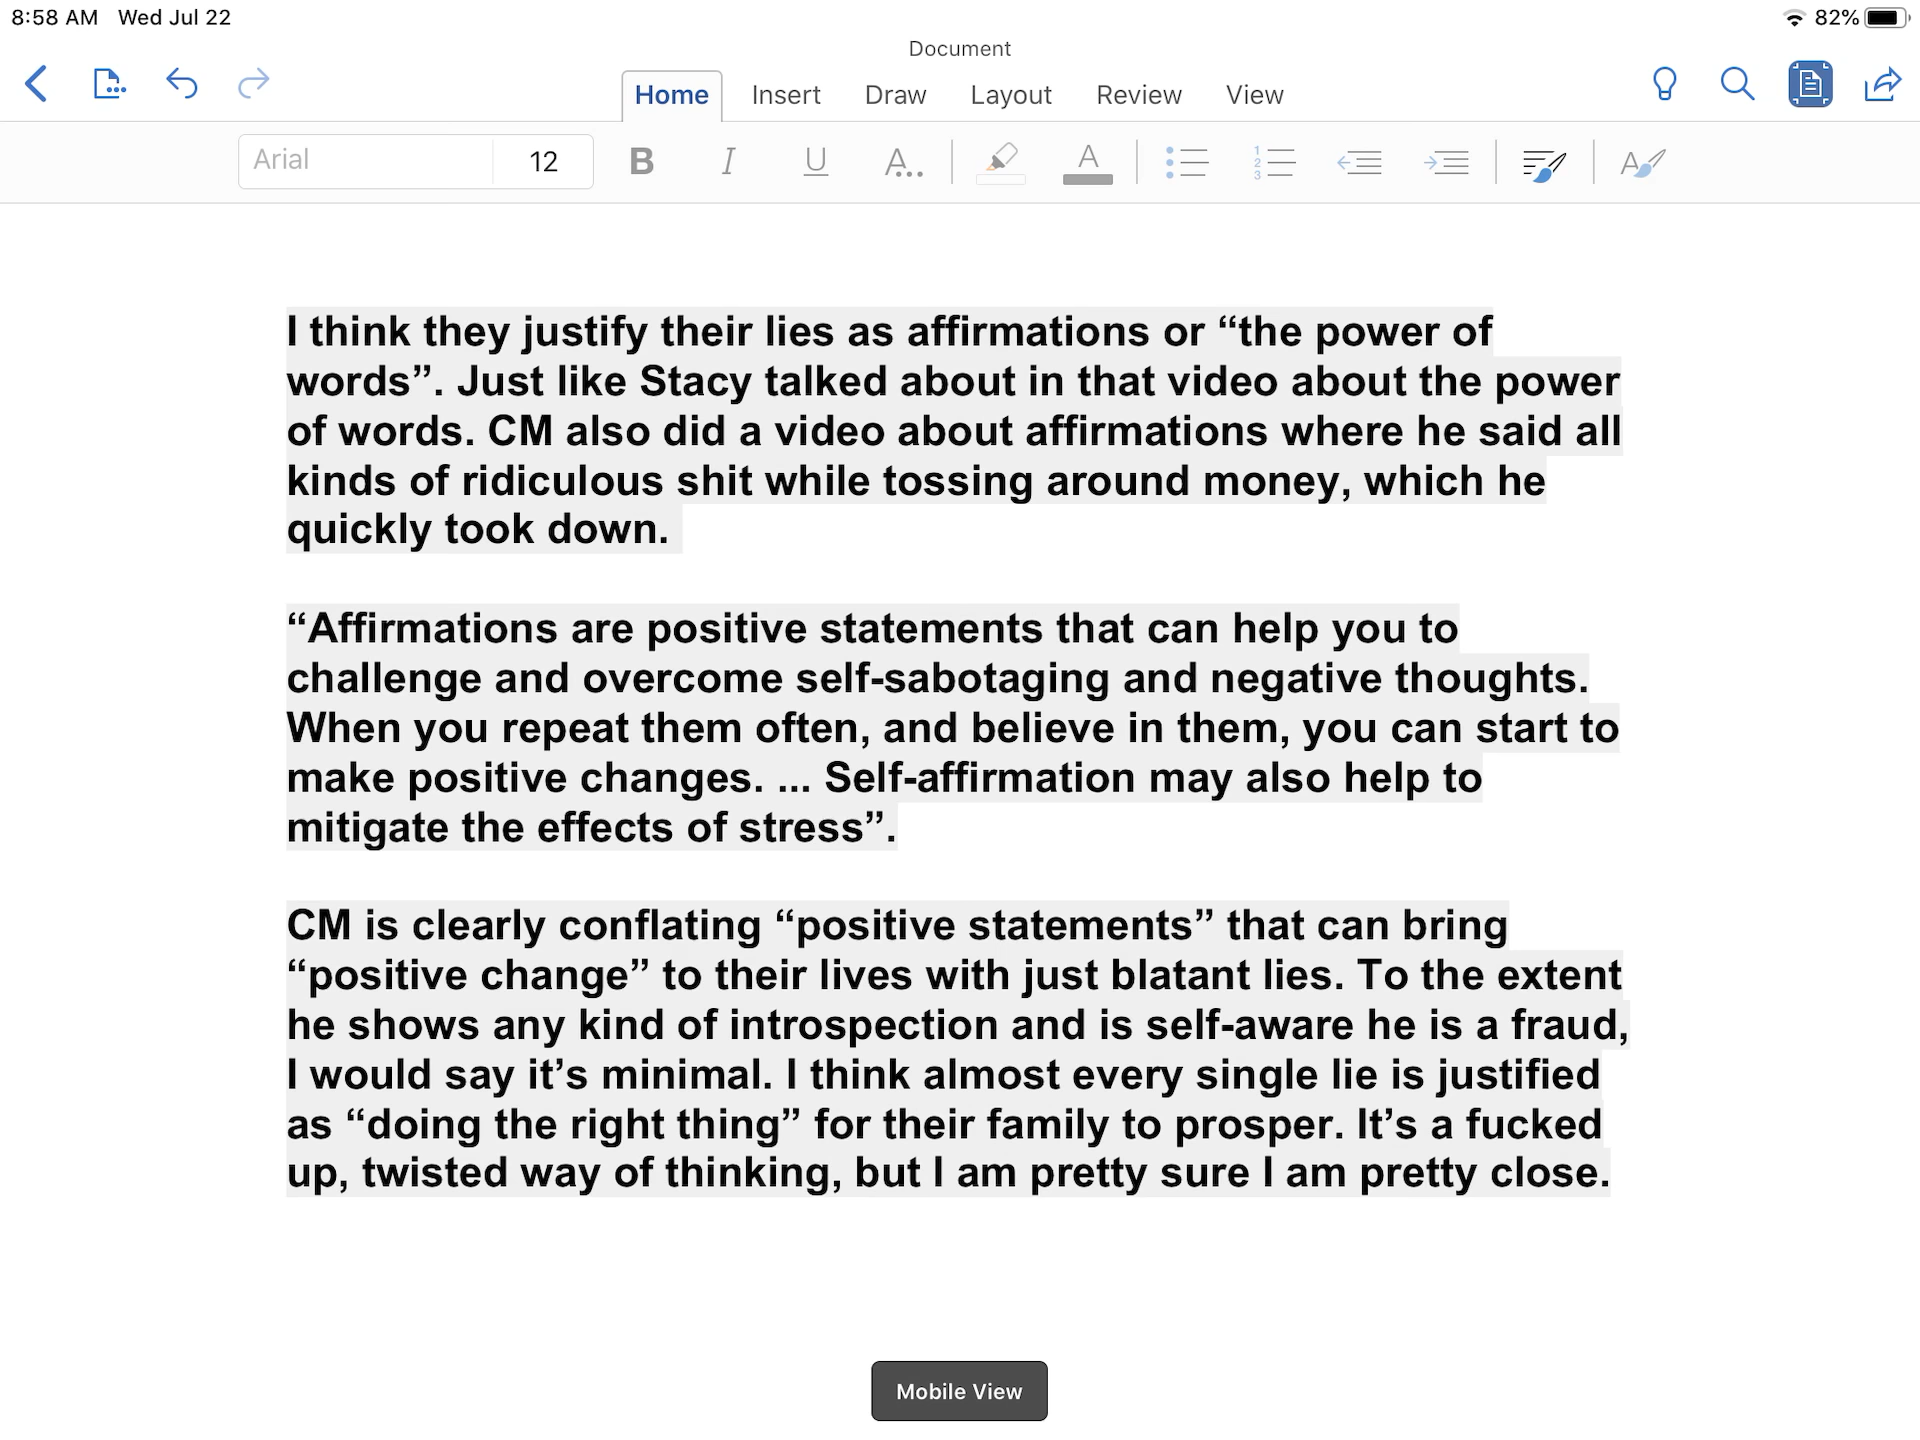 8:58 AM Wed Jul 22 82%
Document
Home Insert Draw Layout Review View
Arial 12 B I U A... A 1 2 3 A
I think they justify their lies as affirmations or “the power of
words”. Just like Stacy talked about in that video about the power
of words. CM also did a video about affirmations where he said all
kinds of ridiculous shit while tossing around money, which he
quickly took down.
“Affirmations are positive statements that can help you to
challenge and overcome self-sabotaging and negative thoughts.
When you repeat them often, and believe in them, you can start to
make positive changes. ... Self-affirmation may also help to
mitigate the effects of stress”.
CM is clearly conflating “positive statements” that can bring
“positive change” to their lives with just blatant lies. To the extent
he shows any kind of introspection and is self-aware he is a fraud,
I would say it’s minimal. I think almost every single lie is justified
as “doing the right thing” for their family to prosper. It’s a fucked
up, twisted way of thinking, but I am pretty sure I am pretty close.
Mobile View